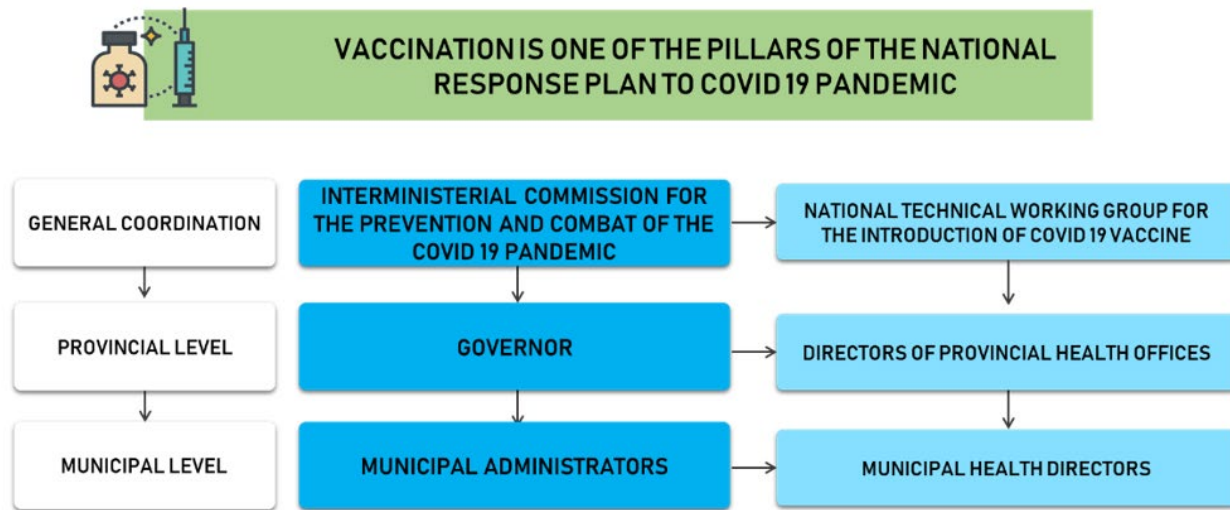 VACCINATION IS ONE OF THE PILLARS OF THE NATIONAL
RESPONSE PLAN TO COVID 19 PANDEMIC
GENERAL COORDINATION
INTERMINISTERIAL COMMISSION FOR
THE PREVENTION AND COMBAT OF THE
COVID 19 PANDEMIC
NATIONAL TECHNICAL WORKING GROUP FOR
THE INTRODUCTION OF COVID 19 VACCINE
PROVINCIAL LEVEL
GOVERNOR
DIRECTORS OF PROVINCIAL HEALTH OFFICES
MUNICIPAL LEVEL
MUNICIPAL ADMINISTRATORS
MUNICIPAL HEALTH DIRECTORS